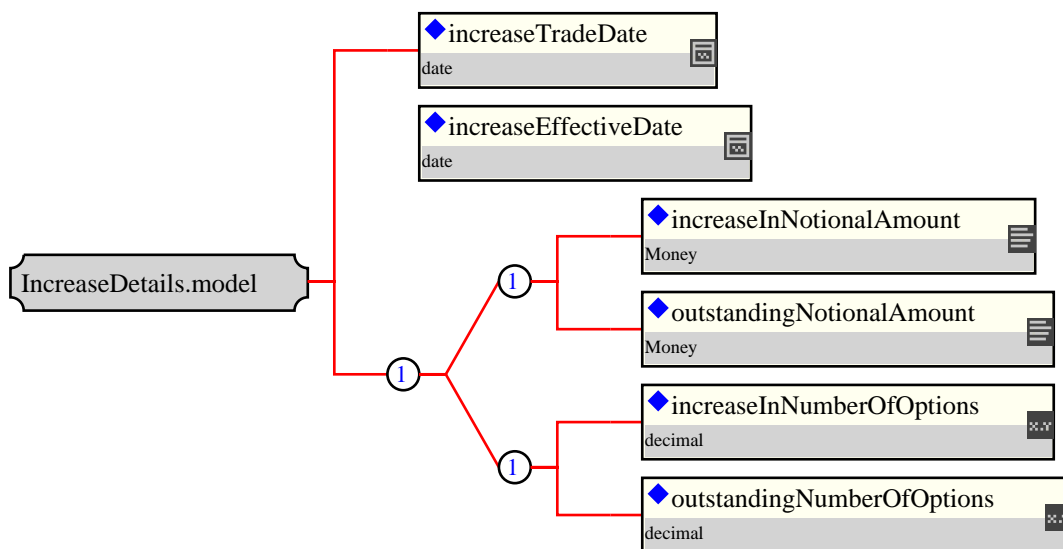 increaseTradeDate
date
increaseEffectiveDate
date
increaseInNotionalAmount
Money
IncreaseDetails.model
1
outstandingNotionalAmount
Money
1
increaseInNumberOfOptions
x.y
decimal
1
outstandingNumberOfOptions
decimal